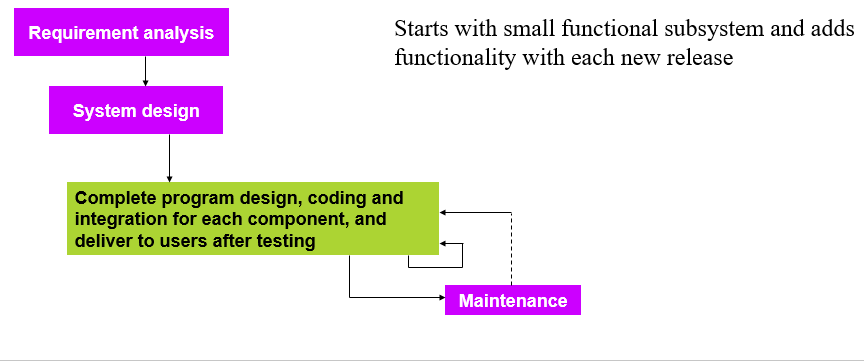 Requirement analysis
Starts with small functional subsystem and adds
functionality with each new release
System design
Complete program design, coding and
integration for each component, and
deliver to users after testing
Maintenance